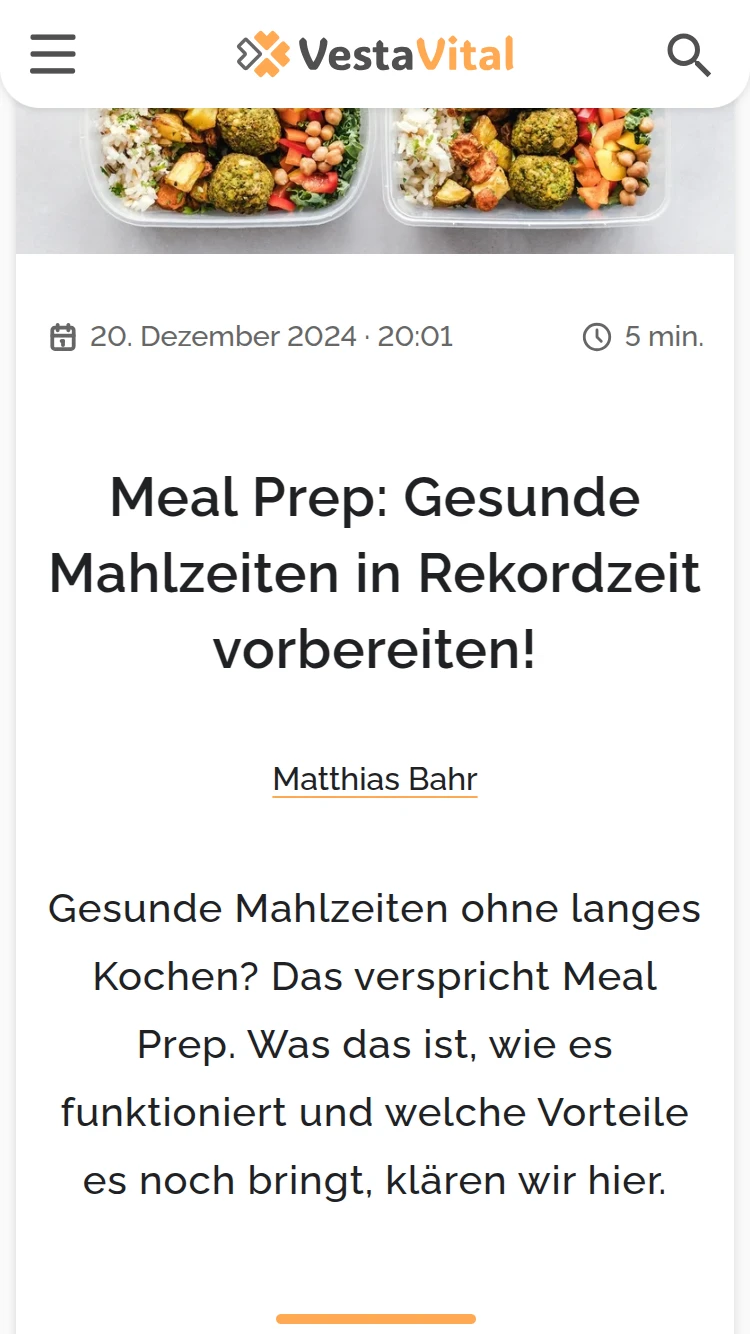 VestaVital
20. Dezember 2024 · 20:01
5 min.
Meal Prep: Gesunde
Mahlzeiten in Rekordzeit
vorbereiten!
Matthias Bahr
Gesunde Mahlzeiten ohne langes
Kochen? Das verspricht Meal
Prep. Was das ist, wie es
funktioniert und welche Vorteile
es noch bringt, klären wir hier.